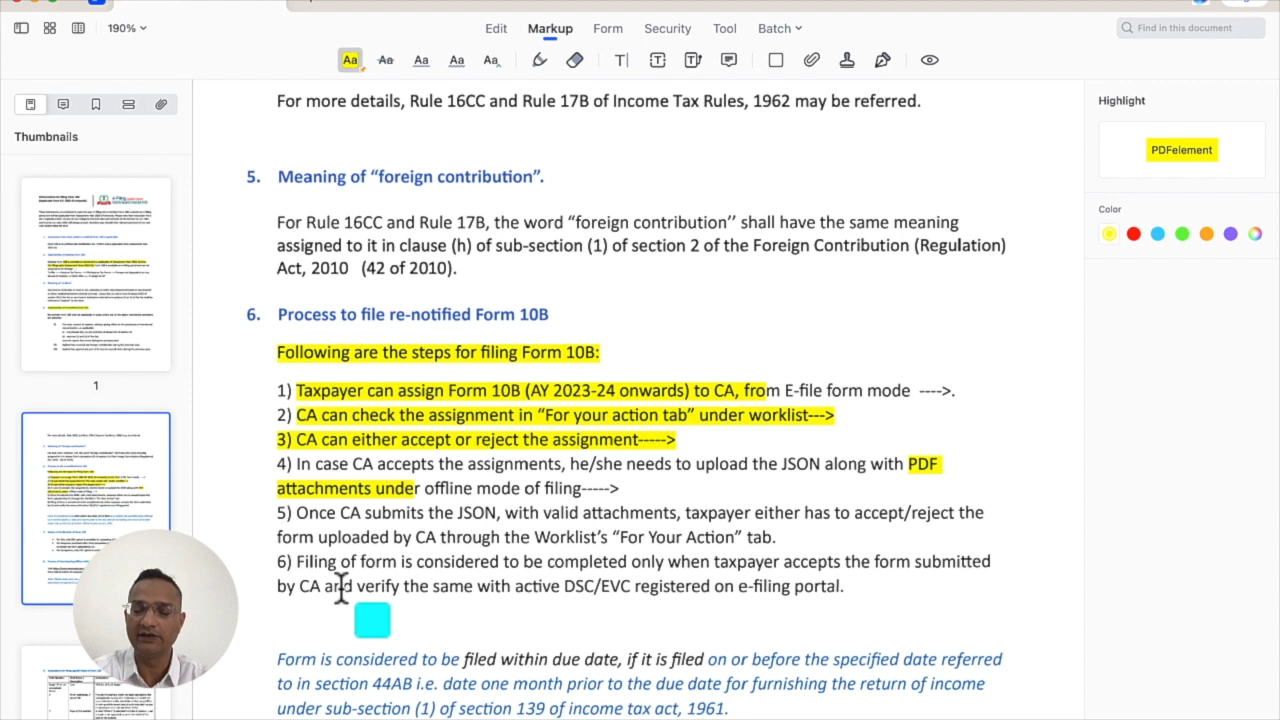 190%
Edit Markup Form Security Tool Batch
Find in this document
Aa Aa Aa Aa Aa
Thumbnails
1
For more details, Rule 16CC and Rule 17B of Income Tax Rules, 1962 may be referred.
5. Meaning of “foreign contribution”.
For Rule 16CC and Rule 17B the word “foreign contribution” shall have the same meaning
assigned to it in clause (h) of sub-section (1) of section 2 of the Foreign Contribution (Regulation)
Act, 2010 (42 of 2010).
6. Process to file re-notified Form 10B
Following are the steps for filing Form 10B:
1) Taxpayer can assign Form 10B (AY 2023-24 onwards) to CA, from E-file form mode ---->.
2) CA can check the assignment in “For your action tab” under worklist--->
3) CA can either accept or reject the assignment----->
4) In case CA accepts the assignments, he/she needs to upload the JSON along with PDF
attachments under offline mode of filing----->
5) Once CA submits the JSON with valid attachments, taxpayer either has to accept/reject the
form uploaded by CA through the Worklist’s “For Your Action” tab.
6) Filing of form is considered to be completed only when taxpayer accepts the form submitted
by CA and verify the same with active DSC/EVC registered on e-filing portal.
Form is considered to be filed within due date, if it is filed on or before the specified date referred
to in section 44AB i.e. date one month prior to the due date for furnishing the return of income
under sub-section (1) of section 139 of income tax act, 1961.
Highlight
PDFelement
Color